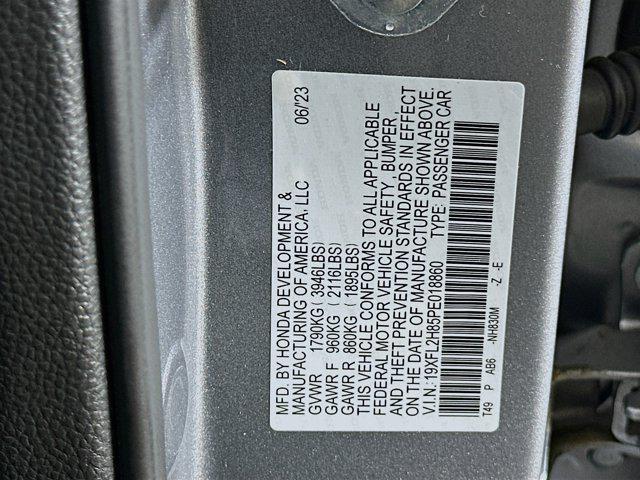 MFD. BY HONDA DEVELOPMENT &
MANUFACTURING OF AMERICA, LLC 06/'23
GVWR 1790KG ( 3946LBS)
GAWR F 960KG ( 2116LBS)
GAWR R 860KG ( 1895LBS)
THIS VEHICLE CONFORMS TO ALL APPLICABLE
FEDERAL MOTOR VEHICLE SAFETY , BUMPER ,
AND THEFT PREVENTION STANDARDS IN EFFECT
ON THE DATE OF MANUFACTURE SHOWN ABOVE.
V.I.N: 19XFL2H85PE018860 TYPE: PASSENGER CAR
T49 P AB6 -NH830M -Z -E